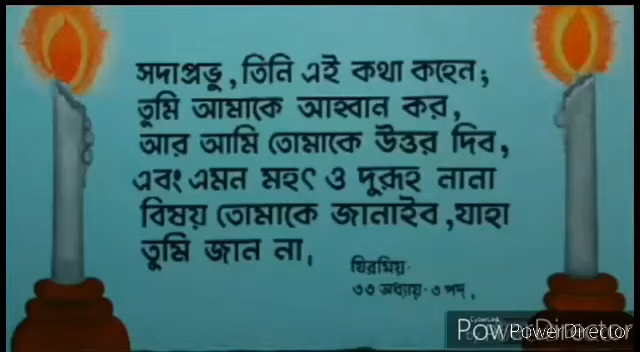 সদাপ্রভু, তিনি এই কথা কহেন;
তুমি আমাকে আহ্বান কর,
আর আমি তোমাকে উত্তর দিব,
এবং এমন মহৎ ও দুরূহ নানা
বিষয় তোমাকে জানাইব, যাহা
তুমি জান না,
যিরমিয়.
৩৩ অধ্যায়. ৩ পদ,
CyberLink
PowerDirector